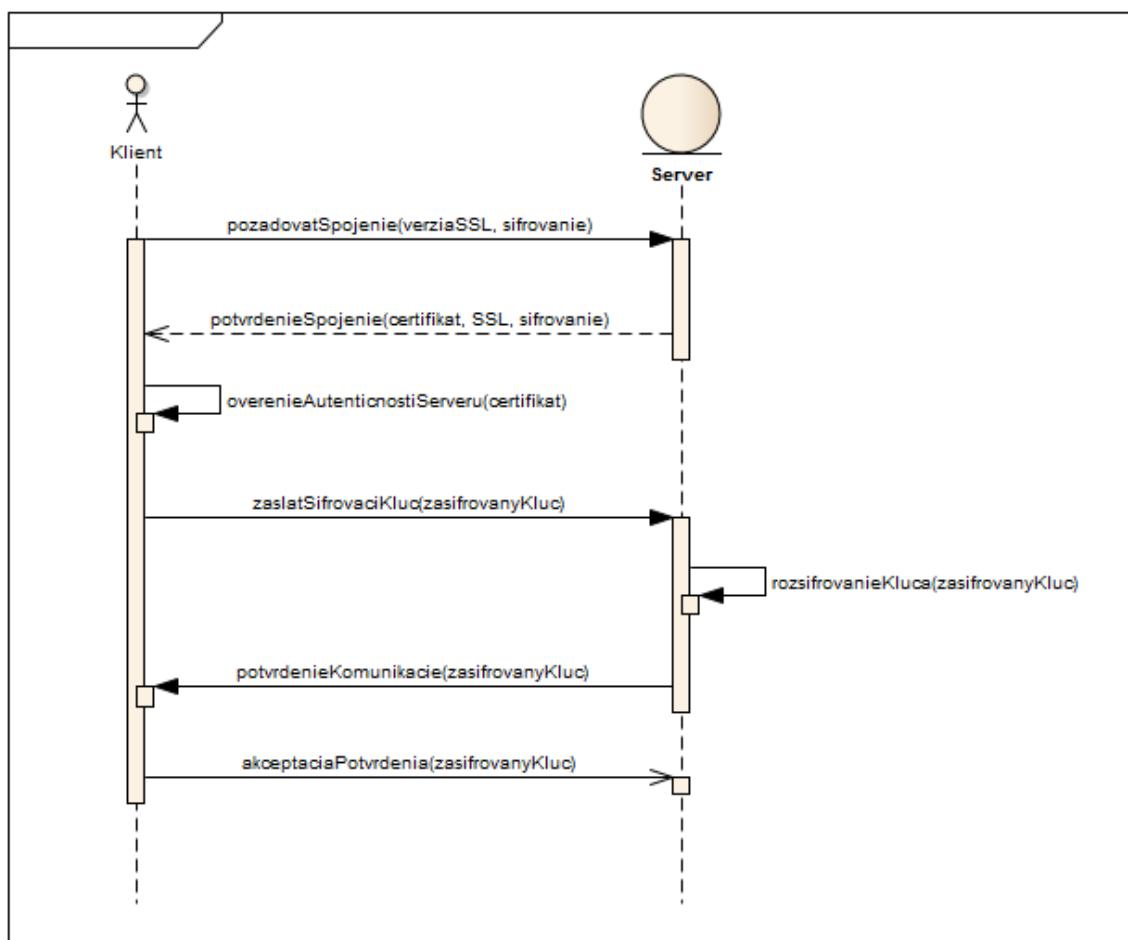 Klient
Server
pozadovatSpojenie(verziaSSL, sifrovanie)
potvrdenieSpojenie(certifikat, SSL, sifrovanie)
overenieAutenticnostiServeru(certifikat)
zaslatSifrovaciKluc(zasifrovanyKluc)
rozsifrovanieKluca(zasifrovanyKluc)
potvrdenieKomunikacie(zasifrovanyKluc)
akceptaciaPotvrdenia(zasifrovanyKluc)